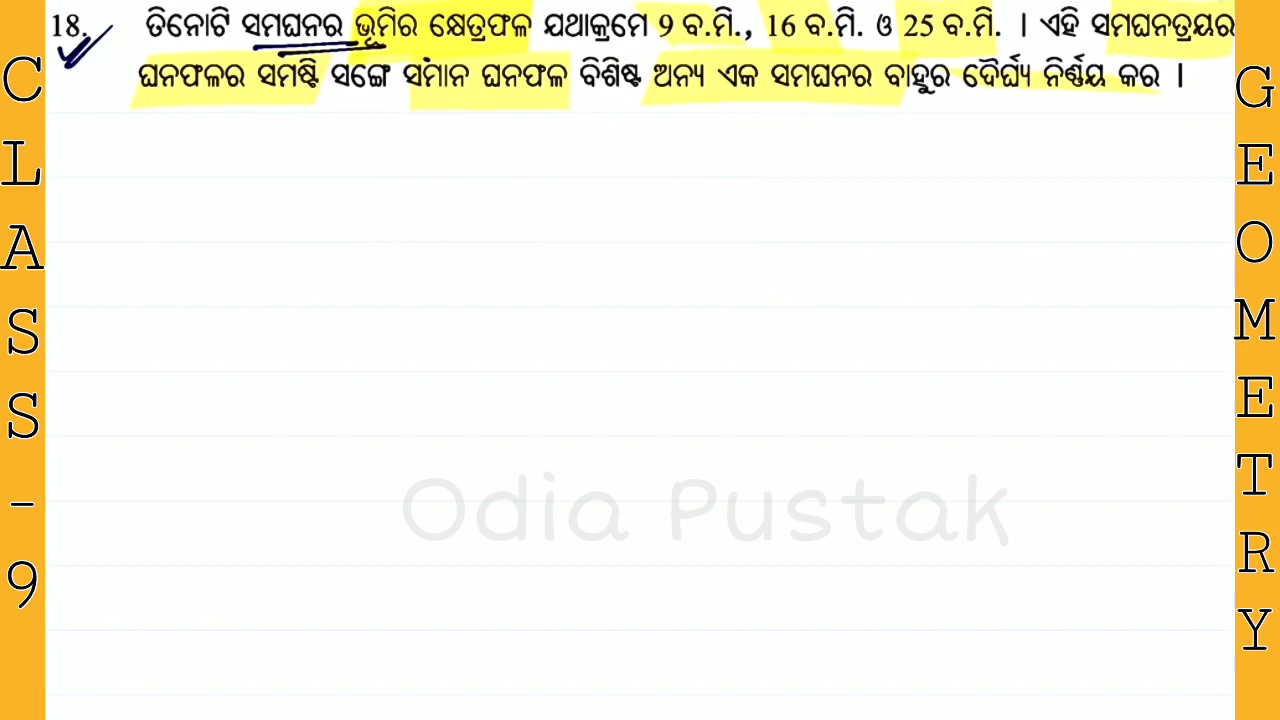 18. ତିନୋଟି ସମଘନର ଭୂମିର କ୍ଷେତ୍ରଫଳ ଯଥାକ୍ରମେ 9 ବ.ମି., 16 ବ.ମି. ଓ 25 ବ.ମି. । ଏହି ସମଘନତ୍ରୟର
ଘନଫଳର ସମଷ୍ଟି ସଙ୍ଗେ ସମାନ ଘନଫଳ ବିଶିଷ୍ଟ ଅନ୍ୟ ଏକ ସମଘନର ବାହୁର ଦୈର୍ଘ୍ୟ ନିର୍ଣ୍ଣୟ କର ।
CLASS-9
GEOMETRY
Odia Pustak